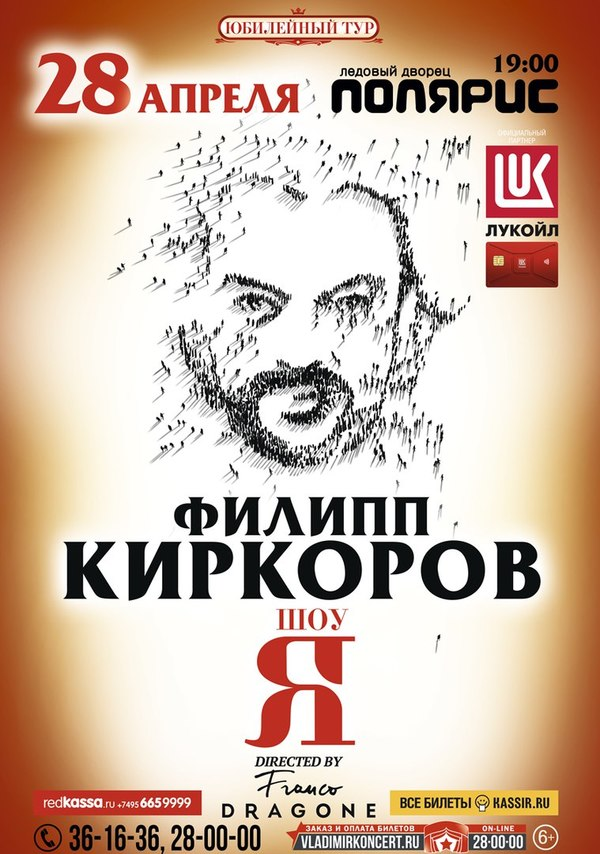 ЮБИЛЕЙНЫЙ ТУР
28 АПРЕЛЯ
19:00
ледовый дворец
ПОЛЯРИС
ОФИЦИАЛЬНЫЙ
ПАРТНЕР
LUK
ЛУКОЙЛ
ФИЛИПП
КИРКОРОВ
ШОУ
Я
DIRECTED BY
Franco
DRAGONE
redkassa.ru +7495 6659999
ВСЕ БИЛЕТЫ KASSIR.RU
36-16-36, 28-00-00
ЗАКАЗ И ОПЛАТА БИЛЕТОВ
VLADIMIRKONCERT.RU
ON-LINE
28-00-00
6+